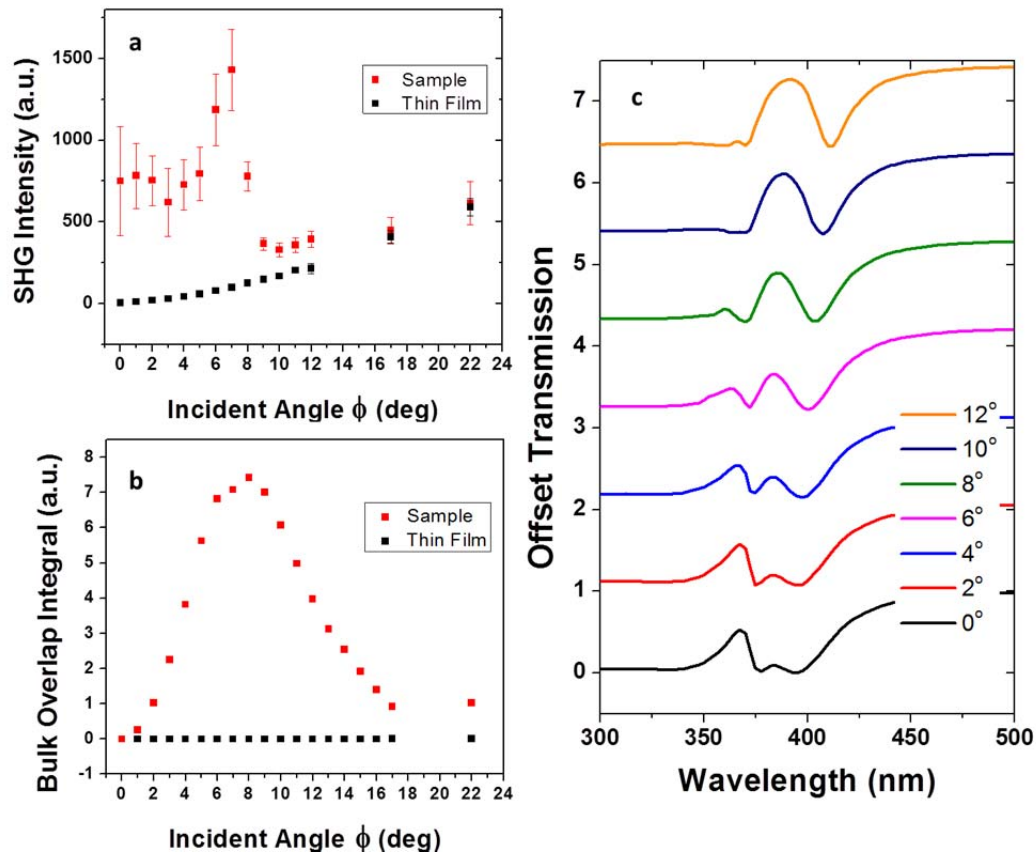 a
SHG Intensity (a.u.)
1500
1000
500
0
Sample
Thin Film
0 2 4 6 8 10 12 14 16 18 20 22 24
Incident Angle ϕ (deg)
b
Bulk Overlap Integral (a.u.)
8
7
6
5
4
3
2
1
0
-1
Sample
Thin Film
0 2 4 6 8 10 12 14 16 18 20 22 24
Incident Angle ϕ (deg)
c
Offset Transmission
7
6
5
4
3
2
1
0
12°
10°
8°
6°
4°
2°
0°
300 350 400 450 500
Wavelength (nm)